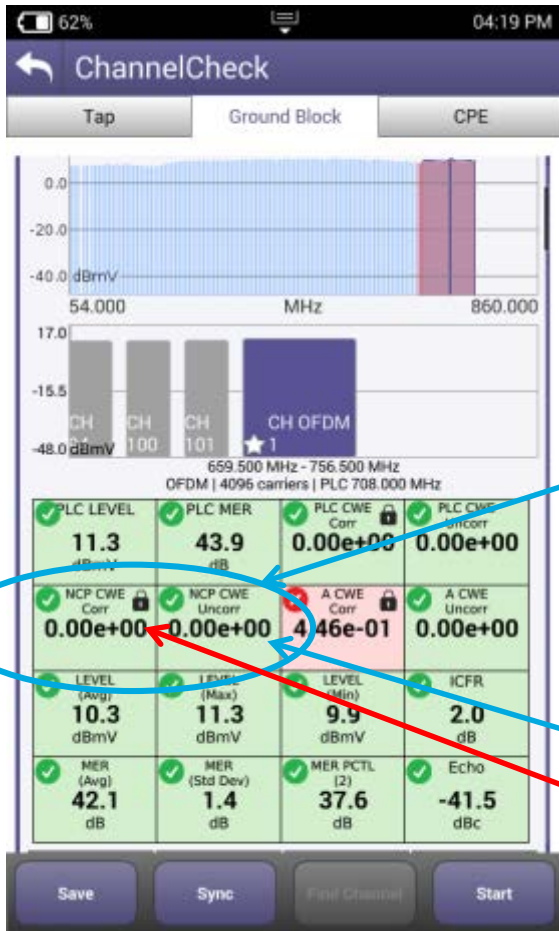 62%
04:19 PM
ChannelCheck
Tap Ground Block CPE
0.0
-20.0
-40.0 dBmV
54.000 MHz 860.000
17.0
-15.5
CH CH CH CH OFDM
-48.0 dBmV 100 101 1
659.500 MHz - 756.500 MHz
OFDM | 4096 carriers | PLC 708.000 MHz
PLC LEVEL PLC MER PLC CWE PLC CWE
Corr Uncorr
11.3 43.9 0.00e+00 0.00e+00
dBmV dB
NCP CWE NCP CWE A CWE A CWE
Corr Uncorr Corr Uncorr
0.00e+00 0.00e+00 4.46e-01 0.00e+00
LEVEL LEVEL LEVEL ICFR
(Avg) (Max) (Min)
10.3 11.3 9.9 2.0
dBmV dBmV dBmV dB
MER MER MER PCTL Echo
(Avg) (Std Dev) (2)
42.1 1.4 37.6 -41.5
dB dB dB dBc
Save Sync Find Channel Start